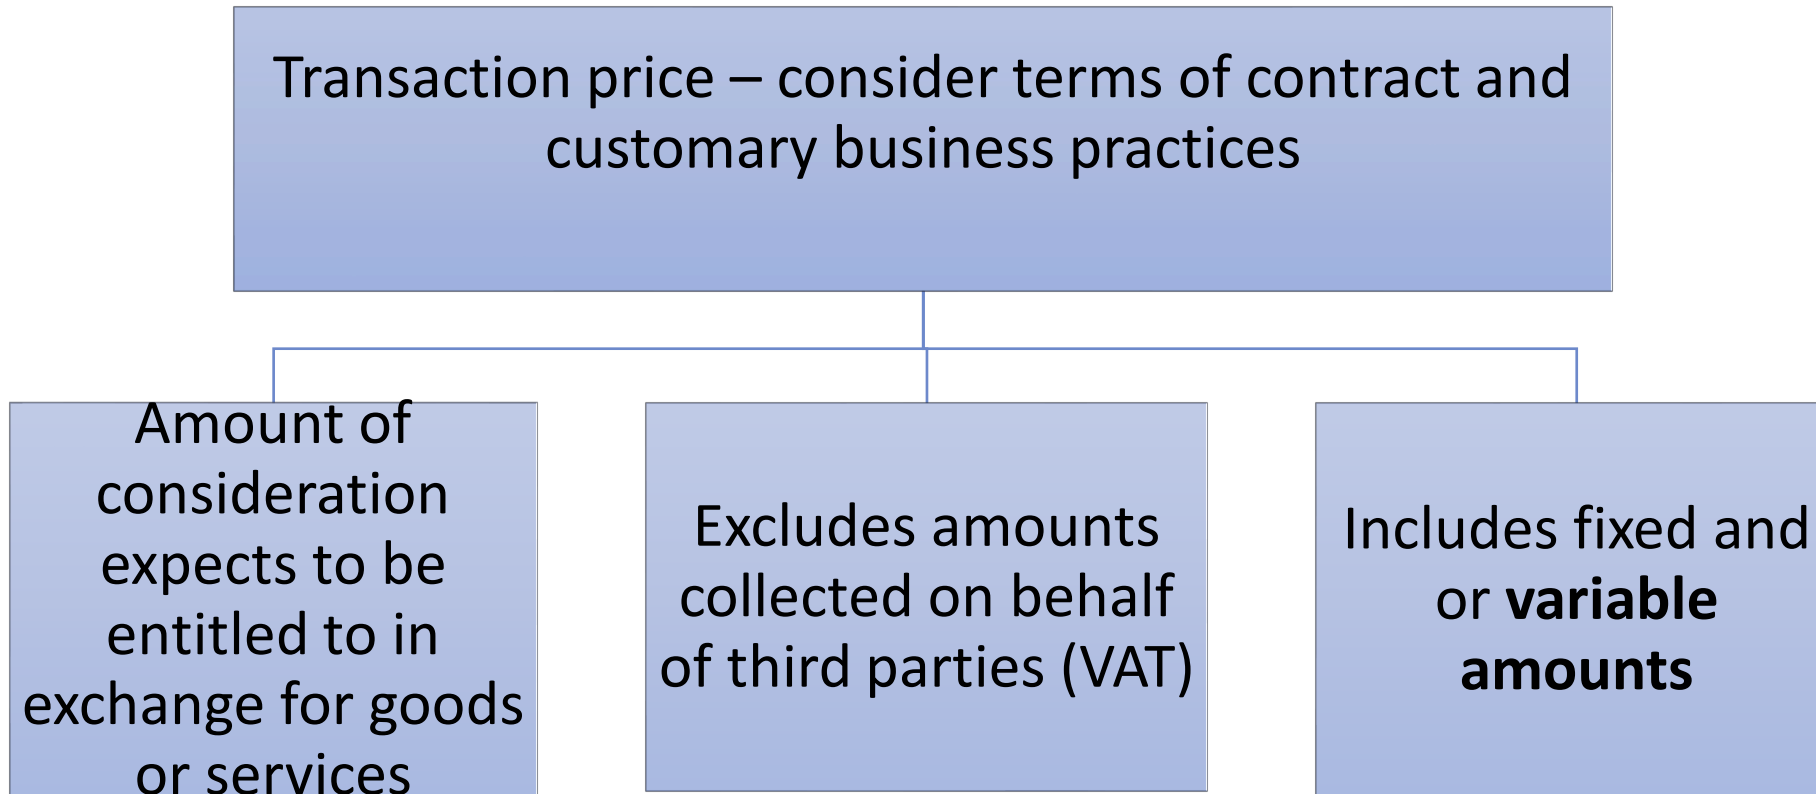 Transaction price – consider terms of contract and
customary business practices
Amount of
consideration
expects to be
entitled to in
exchange for goods
or services
Excludes amounts
collected on behalf
of third parties (VAT)
Includes fixed and
or variable
amounts